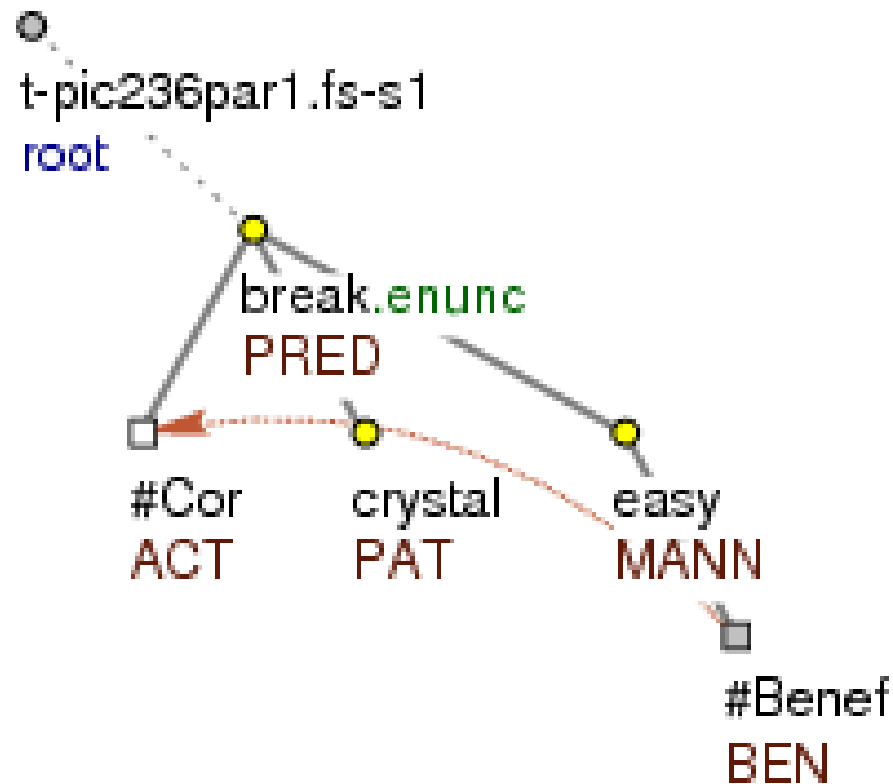 t-pic236par1.fs-s1
root
break.enunc
PRED
#Cor crystal easy
ACT PAT MANN
#Benef
BEN